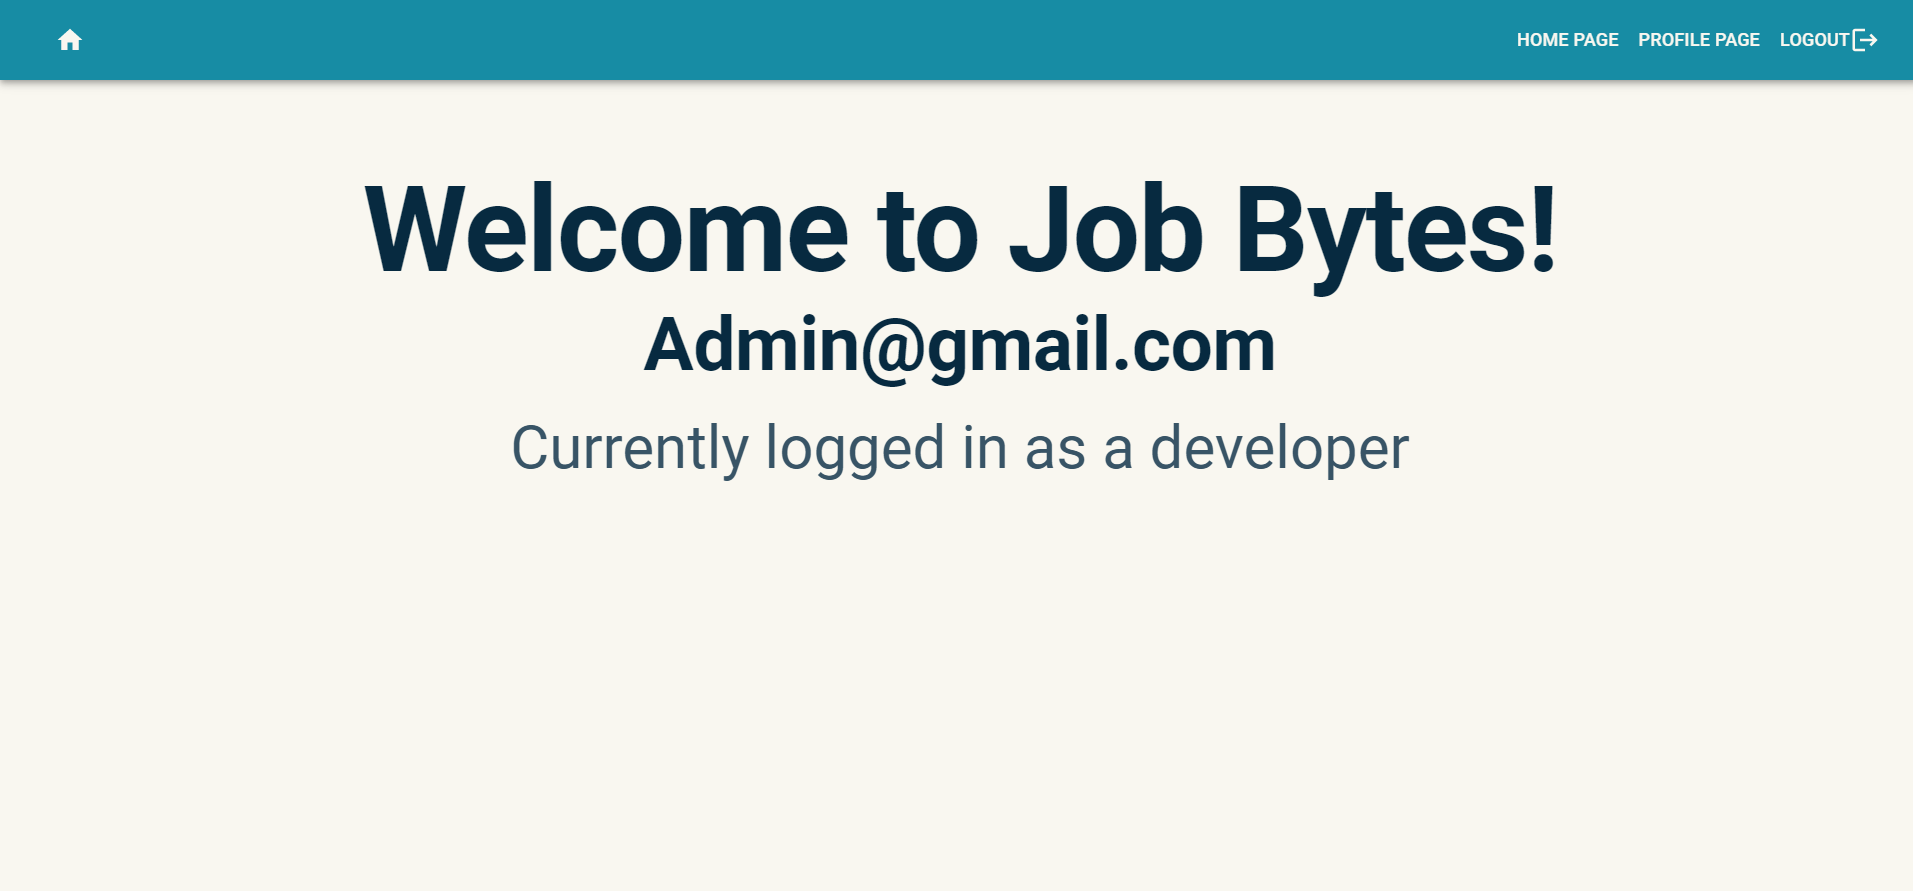 HOME PAGE PROFILE PAGE LOGOUT
Welcome to Job Bytes!
Admin@gmail.com
Currently logged in as a developer